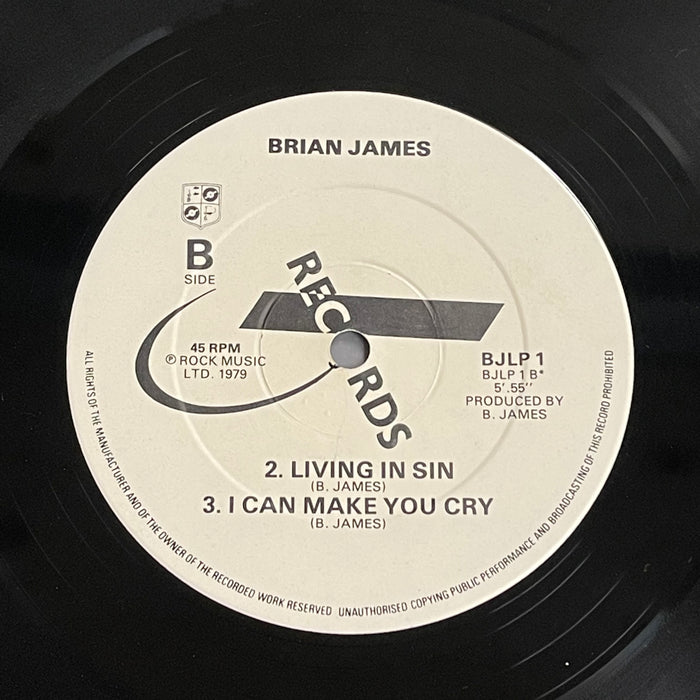 BRIAN JAMES
B
SIDE
RECORDS
45 RPM
℗ ROCK MUSIC
LTD. 1979
BJLP 1
BJLP 1 B*
5'.55"
PRODUCED BY
B. JAMES
2. LIVING IN SIN
(B. JAMES)
3. I CAN MAKE YOU CRY
(B. JAMES)
ALL RIGHTS OF THE MANUFACTURER AND OF THE OWNER OF THE RECORDED WORK RESERVED UNAUTHORISED COPYING PUBLIC PERFORMANCE AND BROADCASTING OF THIS RECORD PROHIBITED